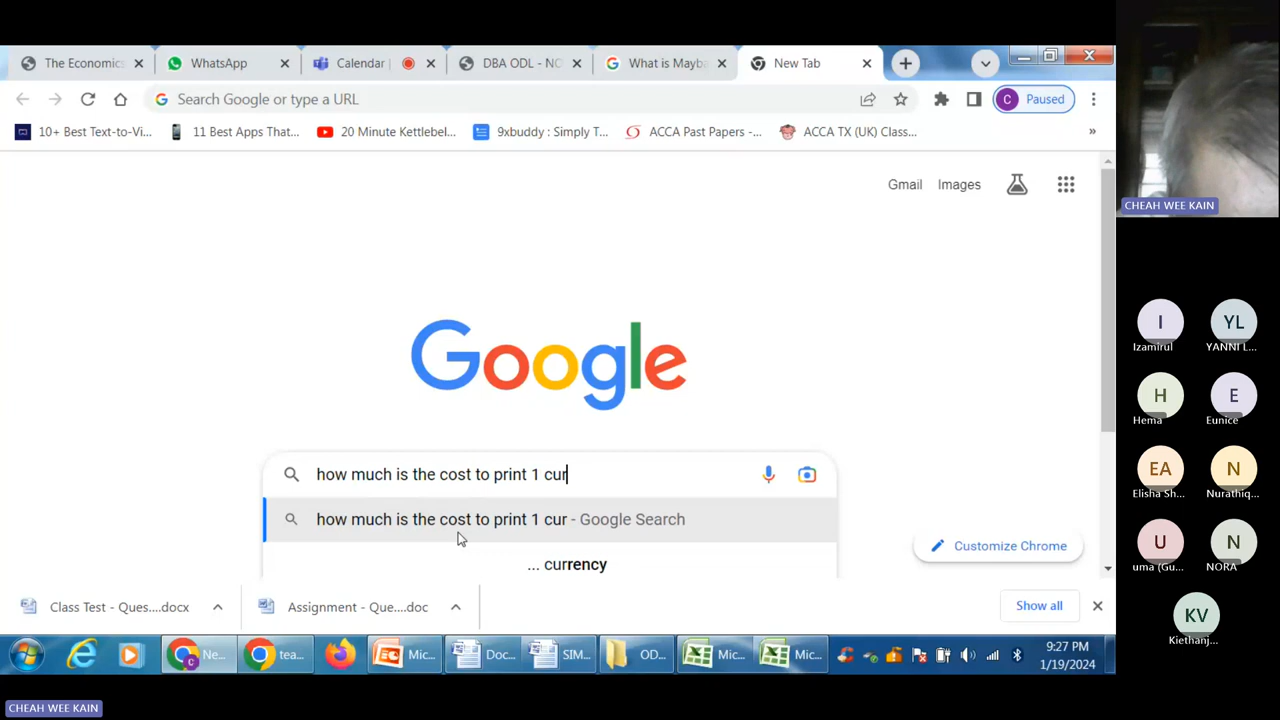 The Economics
WhatsApp
Calendar
DBA ODL - NO
What is Mayb
New Tab
Search Google or type a URL
C
Paused
10+ Best Text-to-Vi...
11 Best Apps That...
20 Minute Kettlebel...
9xbuddy : Simply T...
ACCA Past Papers -...
ACCA TX (UK) Class...
»
Gmail
Images
CHEAH WEE KAIN
Google
how much is the cost to print 1 cur
how much is the cost to print 1 cur - Google Search
... currency
Customize Chrome
Class Test - Ques....docx
Assignment - Que....doc
Show all
Ne...
tea...
Mic...
Doc...
SIM...
OD...
Mic...
Mic...
9:27 PM
1/19/2024
I
Izamirul
YL
YANNI L...
H
Hema
E
Eunice
EA
Elisha Sh...
N
Nurathiq...
U
uma (Gu...
N
NORA
KV
Kiethanj...
CHEAH WEE KAIN